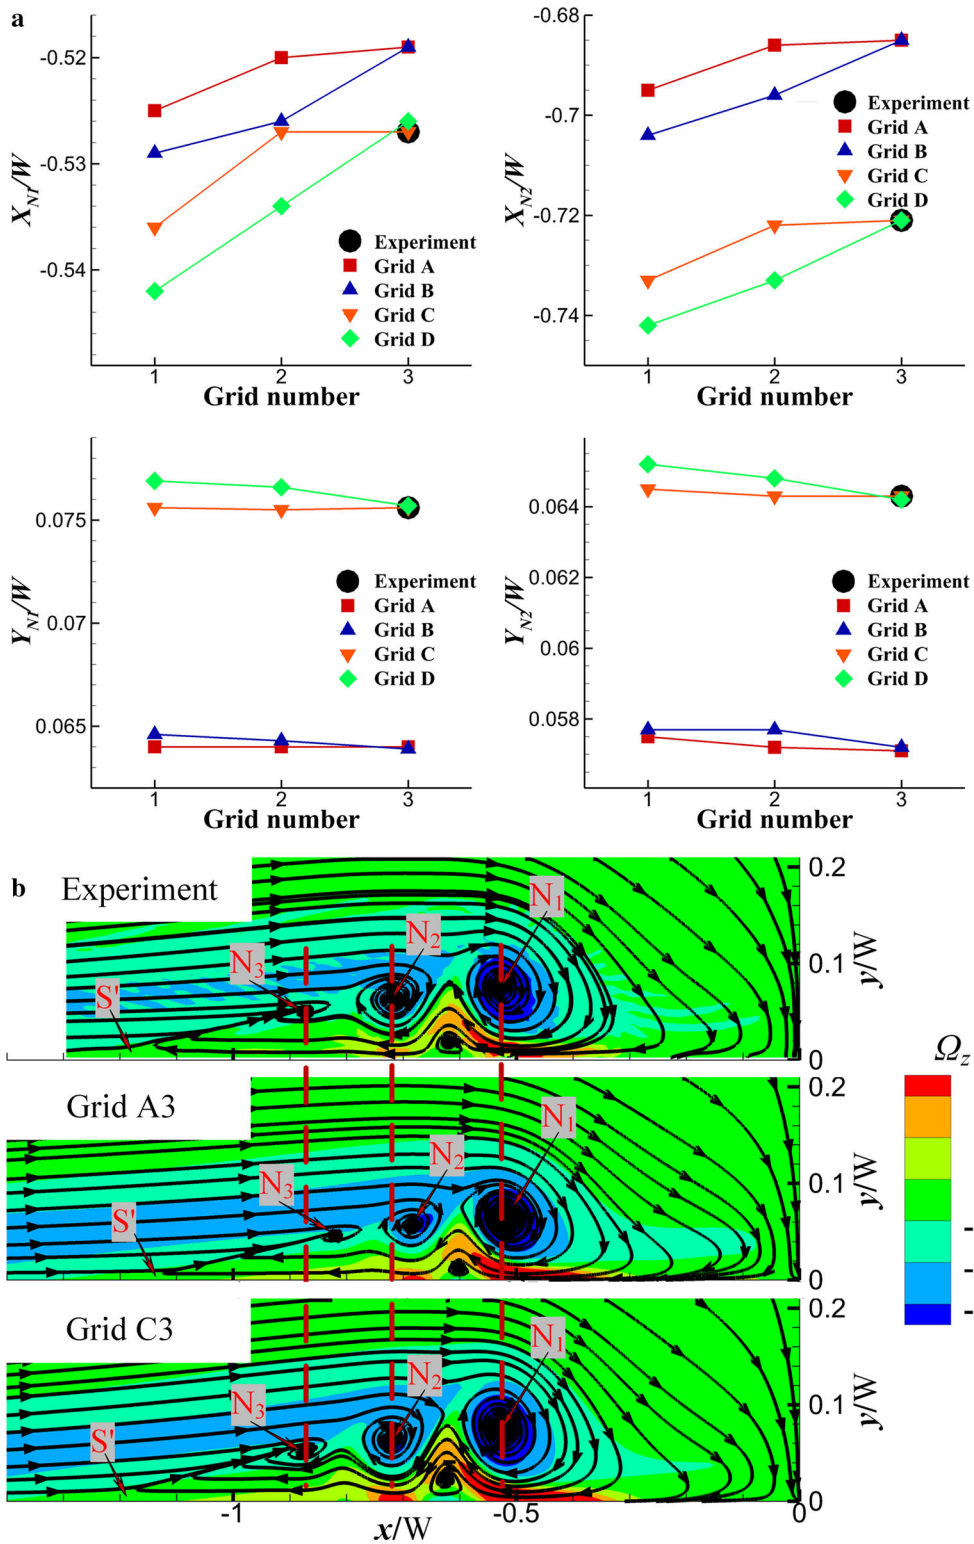 a
-0.52
-0.53
-0.54
X_N1/W
1 2 3
Grid number
Experiment
Grid A
Grid B
Grid C
Grid D
-0.68
-0.7
-0.72
-0.74
X_N2/W
1 2 3
Grid number
Experiment
Grid A
Grid B
Grid C
Grid D
0.075
0.07
0.065
Y_N1/W
1 2 3
Grid number
Experiment
Grid A
Grid B
Grid C
Grid D
0.064
0.062
0.06
0.058
Y_N2/W
1 2 3
Grid number
Experiment
Grid A
Grid B
Grid C
Grid D
b
Experiment
N₁
N₂
N₃
S'
0.2
0.1
0
y/W
Grid A3
N₁
N₂
N₃
S'
0.2
0.1
0
y/W
Grid C3
N₁
N₂
N₃
S'
0.2
0.1
0
y/W
-1 -0.5 0
x/W
Ω_z
-
-
-